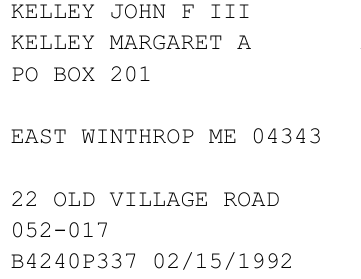 KELLEY JOHN F III
KELLEY MARGARET A
PO BOX 201
EAST WINTHROP ME 04343
22 OLD VILLAGE ROAD
052-017
B4240P337 02/15/1992